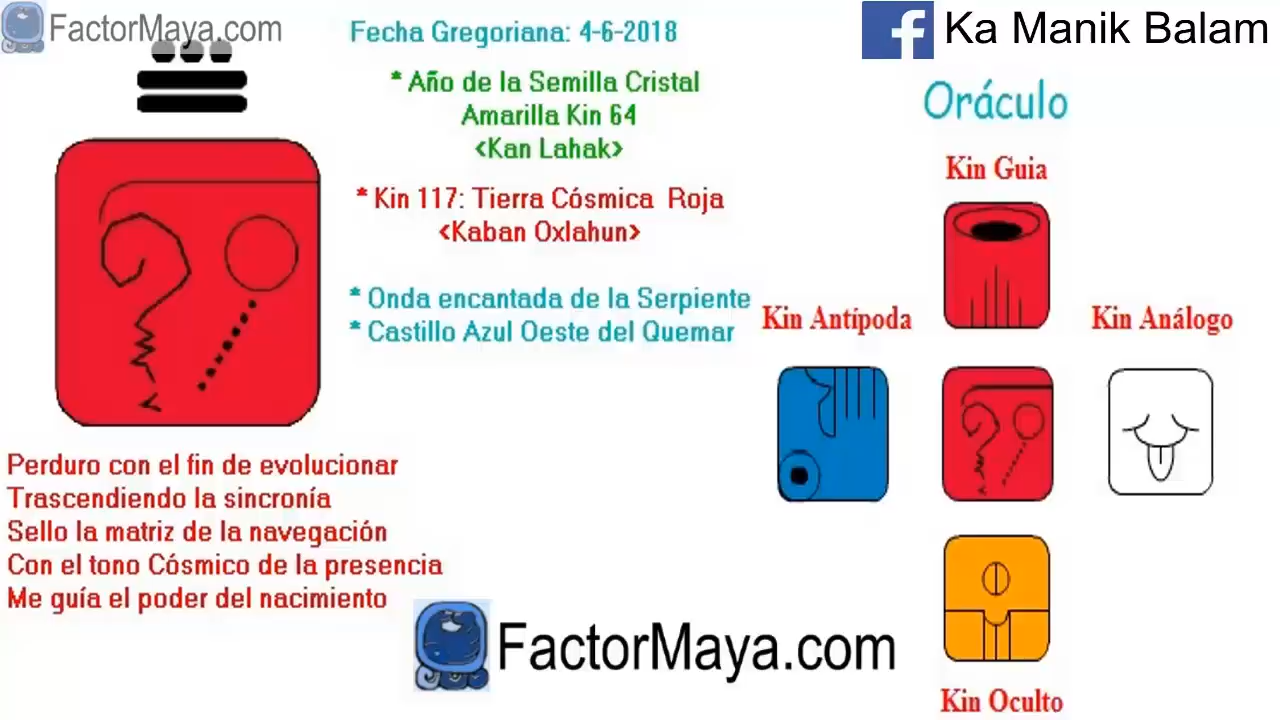 FactorMaya.com
Fecha Gregoriana: 4-6-2018
Ka Manik Balam
* Año de la Semilla Cristal
Amarilla Kin 64
<Kan Lahak>
* Kin 117: Tierra Cósmica Roja
<Kaban Oxlahun>
* Onda encantada de la Serpiente
* Castillo Azul Oeste del Quemar
Oráculo
Kin Guia
Kin Antípoda
Kin Análogo
Kin Oculto
Perduro con el fin de evolucionar
Trascendiendo la sincronía
Sello la matriz de la navegación
Con el tono Cósmico de la presencia
Me guía el poder del nacimiento
FactorMaya.com